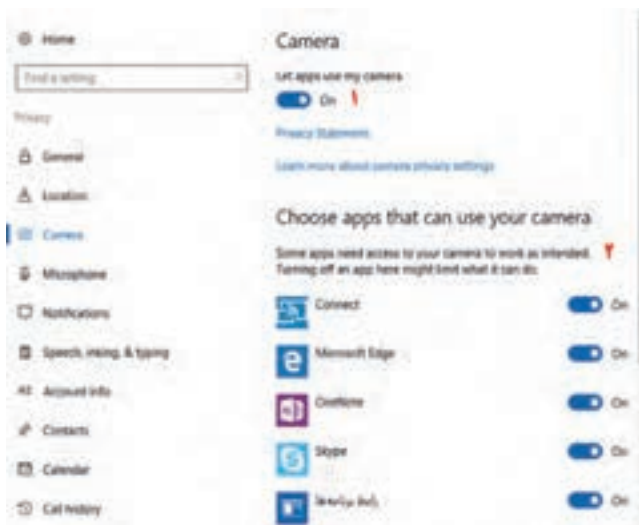 Home
Find a setting
Privacy
General
Location
Camera
Microphone
Notifications
Speech, inking, & typing
Account info
Contacts
Calendar
Call history
Camera
Let apps use my camera
On ۱
Privacy Statement
Learn more about camera privacy settings
Choose apps that can use your camera
Some apps need access to your camera to work as intended. ۲
Turning off an app here might limit what it can do.
Connect On
Microsoft Edge On
OneNote On
Skype On
On